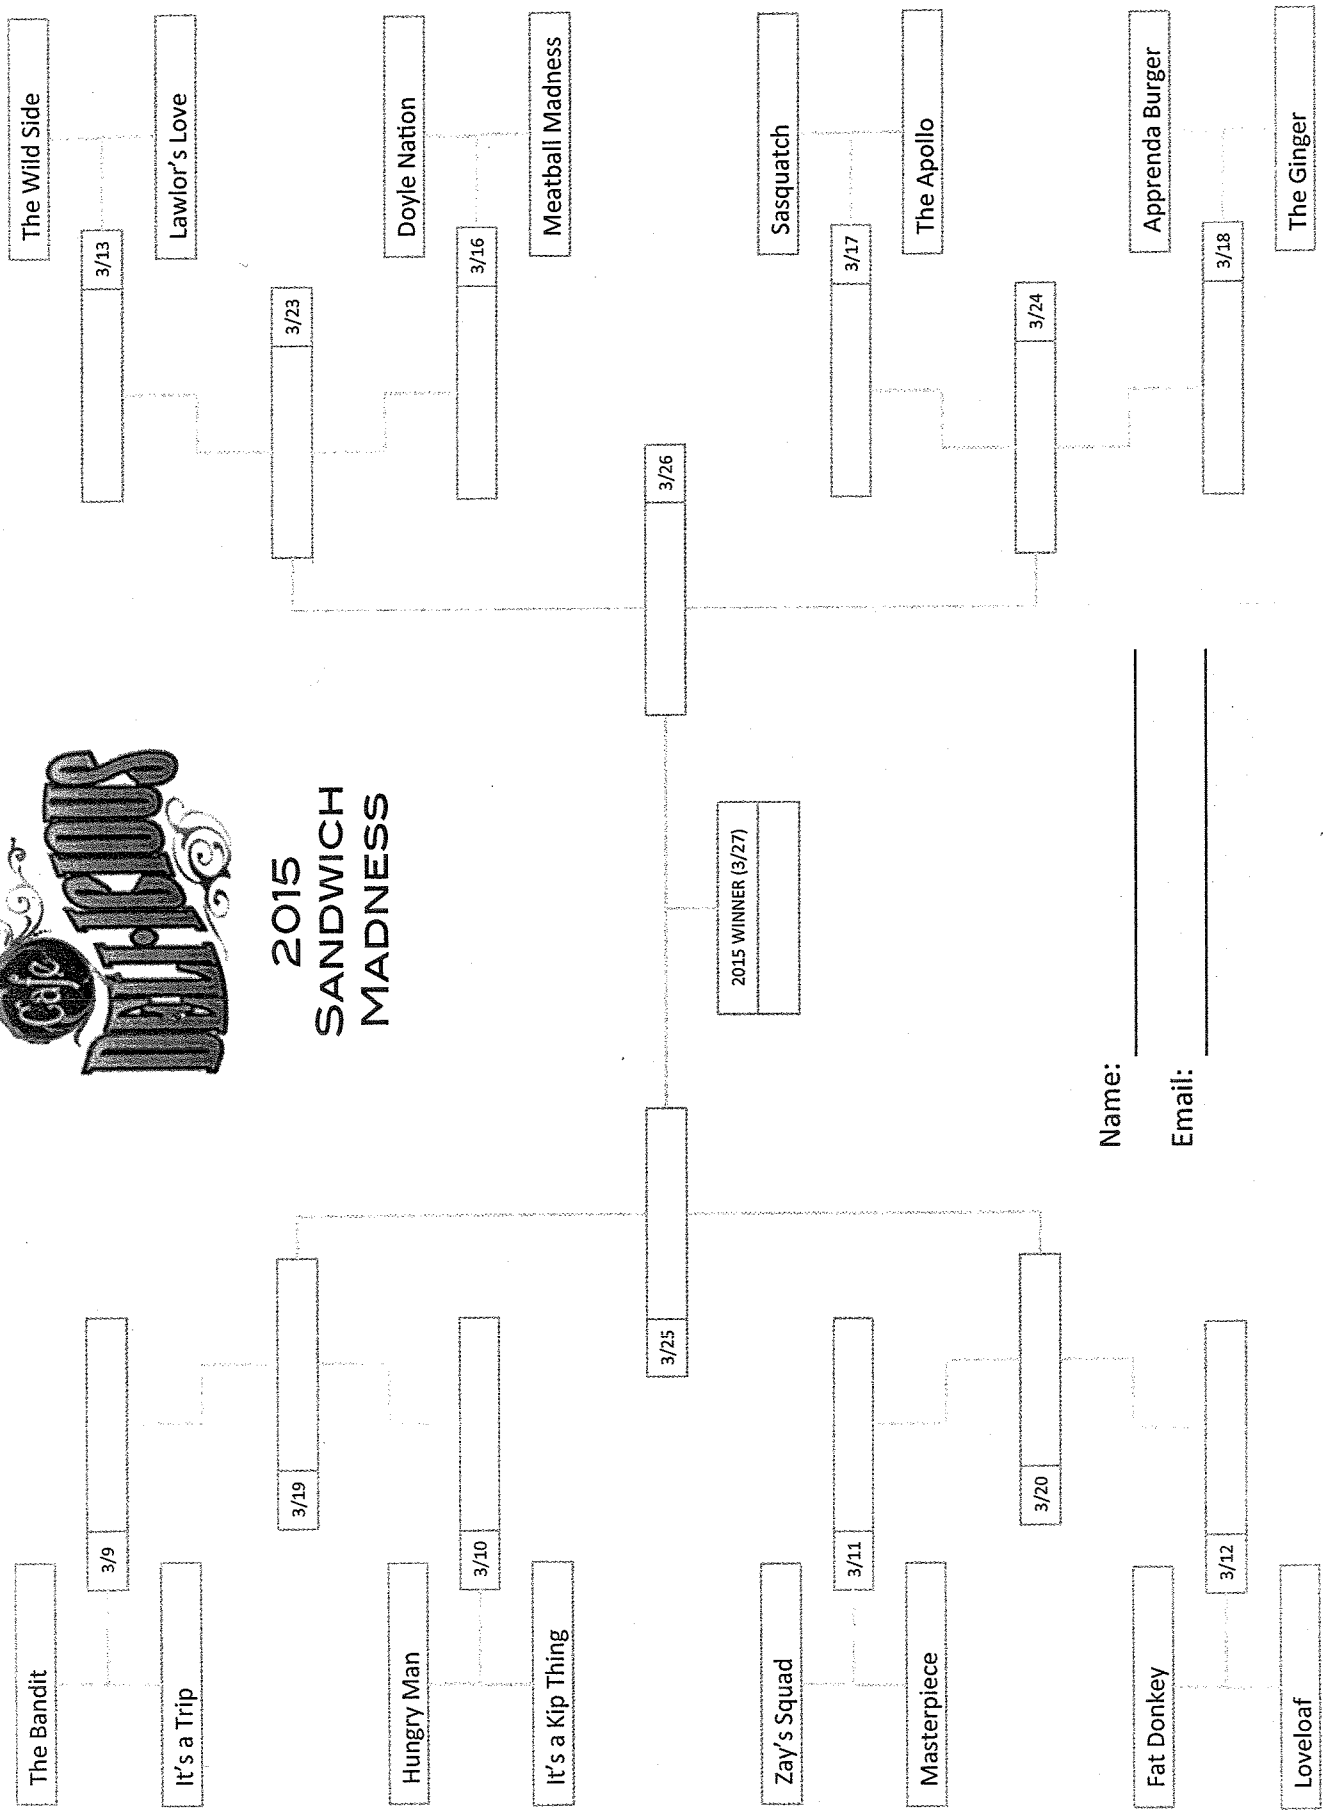 Cafe
DELI•ICIOUS
2015
SANDWICH
MADNESS
The Bandit
3/9
It's a Trip
3/19
Hungry Man
3/10
It's a Kip Thing
3/25
Zay's Squad
3/11
Masterpiece
3/20
Fat Donkey
3/12
Loveloaf
2015 WINNER (3/27)
The Wild Side
3/13
Lawlor's Love
3/23
Doyle Nation
3/16
Meatball Madness
3/26
Sasquatch
3/17
The Apollo
3/24
Apprenda Burger
3/18
The Ginger
Name:
Email: